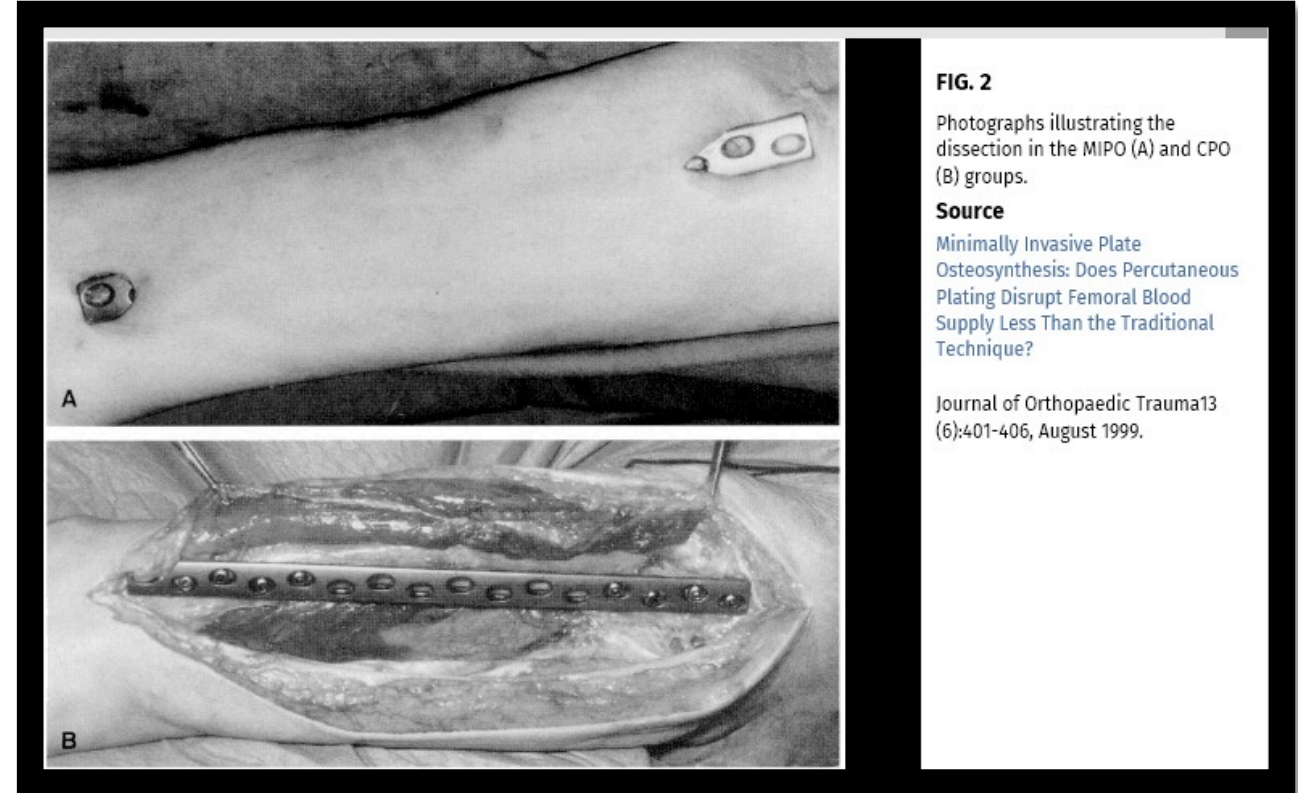 A
B
FIG. 2
Photographs illustrating the
dissection in the MIPO (A) and CPO
(B) groups.
Source
Minimally Invasive Plate
Osteosynthesis: Does Percutaneous
Plating Disrupt Femoral Blood
Supply Less Than the Traditional
Technique?
Journal of Orthopaedic Trauma13
(6):401-406, August 1999.